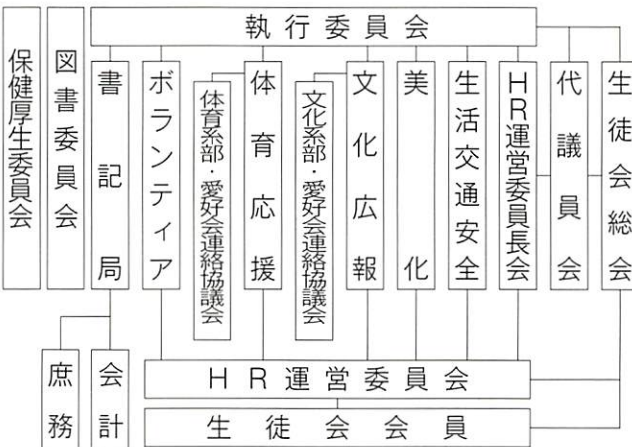 執行委員会
生徒会総会
代議員会
HR運営委員長会
生活交通安全
美化
文化広報
文化系部・愛好会連絡協議会
体育応援
体育系部・愛好会連絡協議会
ボランティア
書記局
図書委員会
保健厚生委員会
HR運営委員会
生徒会会員
会計
庶務